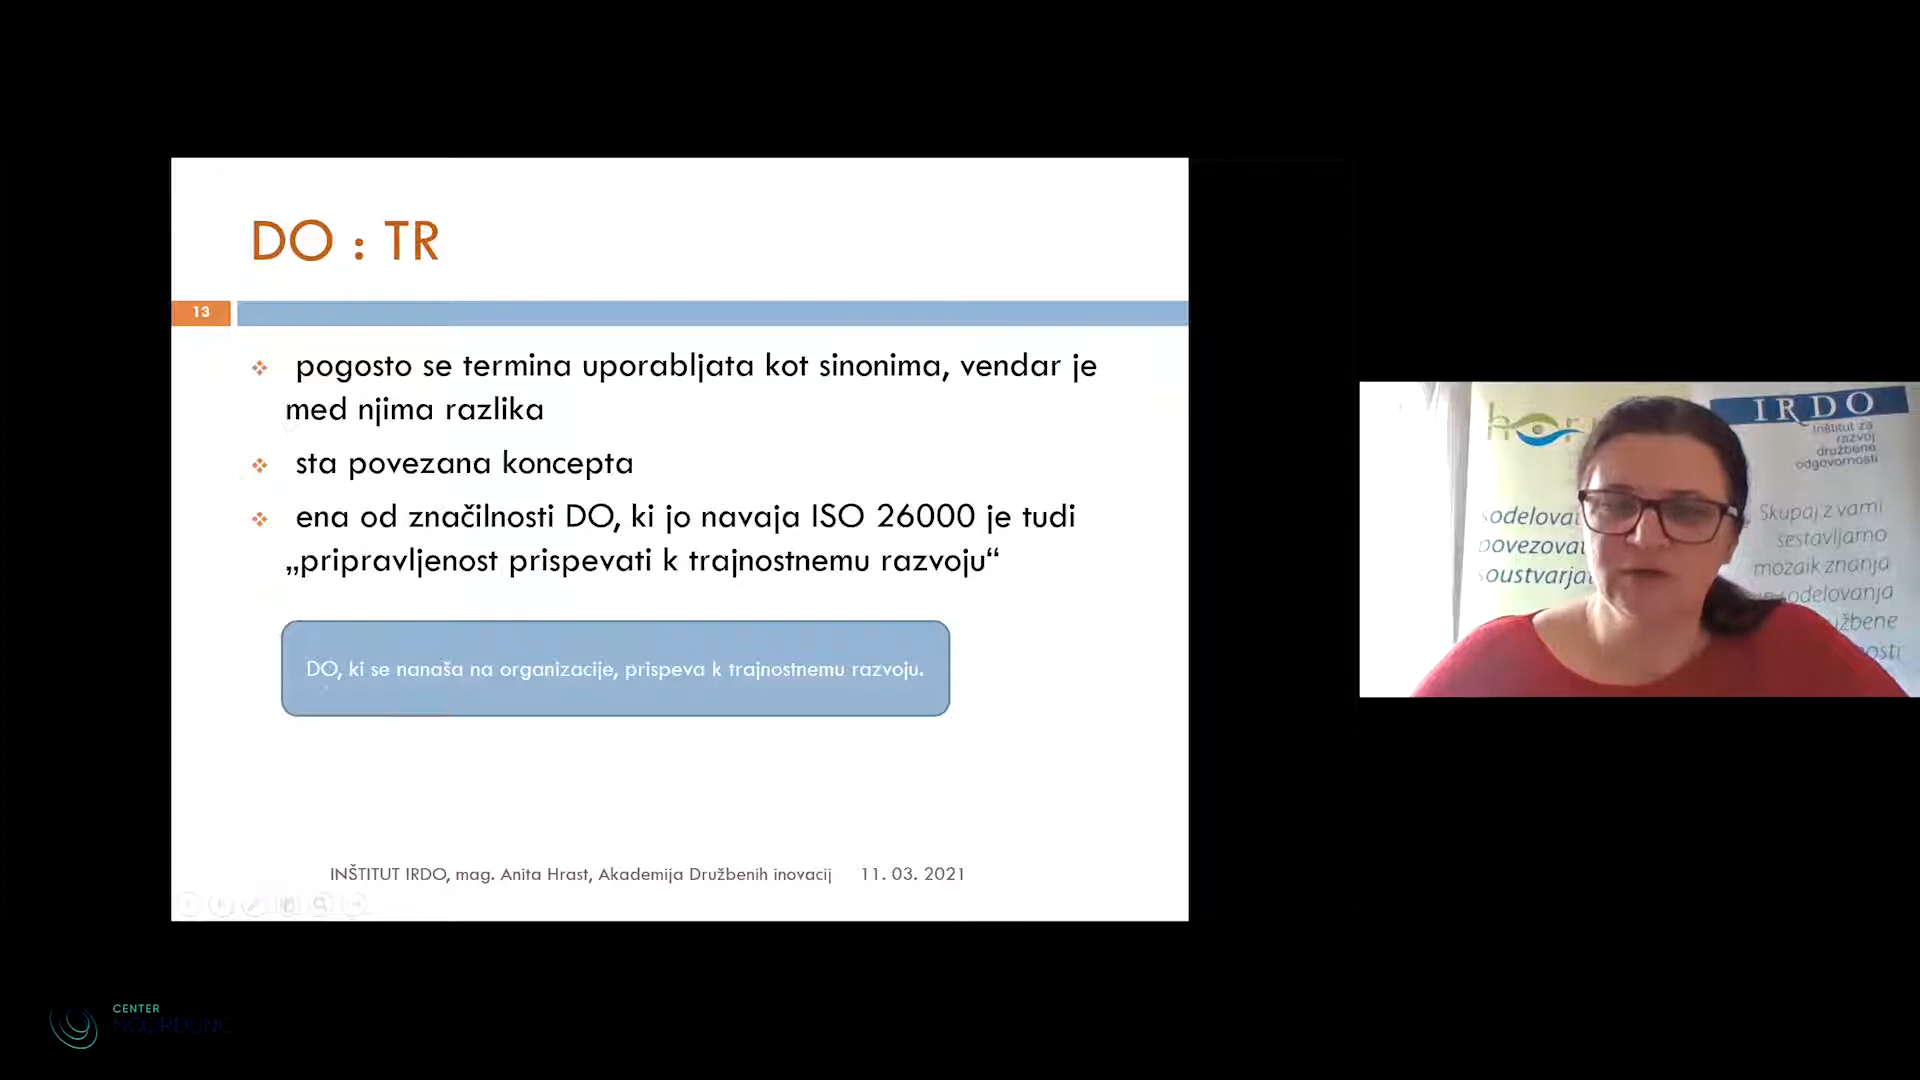 DO : TR
13
pogosto se termina uporabljata kot sinonima, vendar je
med njima razlika
sta povezana koncepta
ena od značilnosti DO, ki jo navaja ISO 26000 je tudi
„pripravljenost prispevati k trajnostnemu razvoju“
DO, ki se nanaša na organizacije, prispeva k trajnostnemu razvoju.
INŠTITUT IRDO, mag. Anita Hrast, Akademija Družbenih inovacij 11. 03. 2021
IRDO
Inštitut za
razvoj
družbene
odgovornosti
Skupaj z vami
sestavljamo
mozaik znanja
sodelovanja
CENTER
NOORDUNG